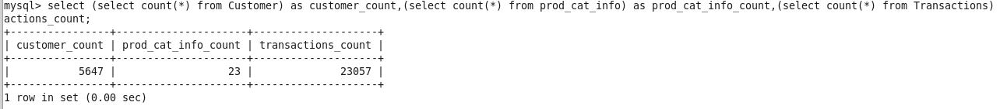 mysql> select (select count(*) from Customer) as customer_count,(select count(*) from prod_cat_info) as prod_cat_info_count,(select count(*) from Transactions)
actions_count;
+----------------+---------------------+--------------------+
| customer_count | prod_cat_info_count | transactions_count |
+----------------+---------------------+--------------------+
|           5647 |                  23 |              23057 |
+----------------+---------------------+--------------------+
1 row in set (0.00 sec)